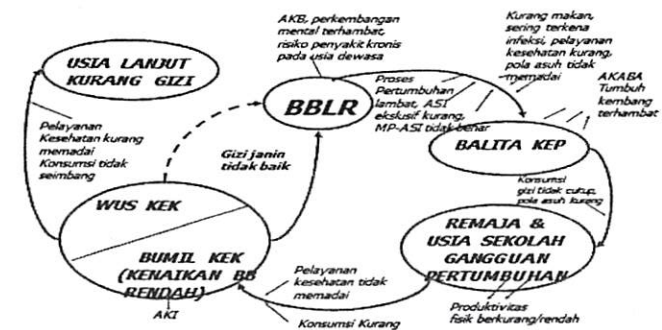 AKB, perkembangan
mental terhambat,
risiko penyakit kronis
pada usia dewasa
Kurang makan,
sering terkena
infeksi, pelayanan
kesehatan kurang,
pola asuh tidak
memadai
USIA LANJUT
KURANG GIZI
BBLR
Proses
Pertumbuhan
lambat, ASI
ekslusif kurang,
MP-ASI tidak benar
AKABA
Tumbuh
kembang
terhambat
BALITA KEP
Pelayanan
Kesehatan kurang
memadai
Konsumsi tidak
seimbang
Gizi janin
tidak baik
Konsumsi
gizi tidak cukup,
pola asuh kurang
WUS KEK
BUMIL KEK
(KENAIKAN BB
RENDAH)
AKI
REMAJA &
USIA SEKOLAH
GANGGUAN
PERTUMBUHAN
Pelayanan
kesehatan tidak
memadai
Konsumsi Kurang
Produktivitas
fisik berkurang/rendah